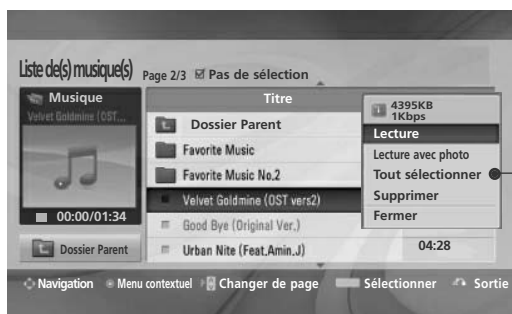 Liste de(s) musique(s) Page 2/3 Pas de sélection
Musique
Velvet Goldmine (OST...
00:00/01:34
Dossier Parent
Titre
Dossier Parent
Favorite Music
Favorite Music No.2
Velvet Goldmine (OST vers2)
Good Bye (Original Ver.)
Urban Nite (Feat.Amin.J)
04:28
4395KB
1Kbps
Lecture
Lecture avec photo
Tout sélectionner
Supprimer
Fermer
Navigation Menu contextuel Changer de page Sélectionner Sortie